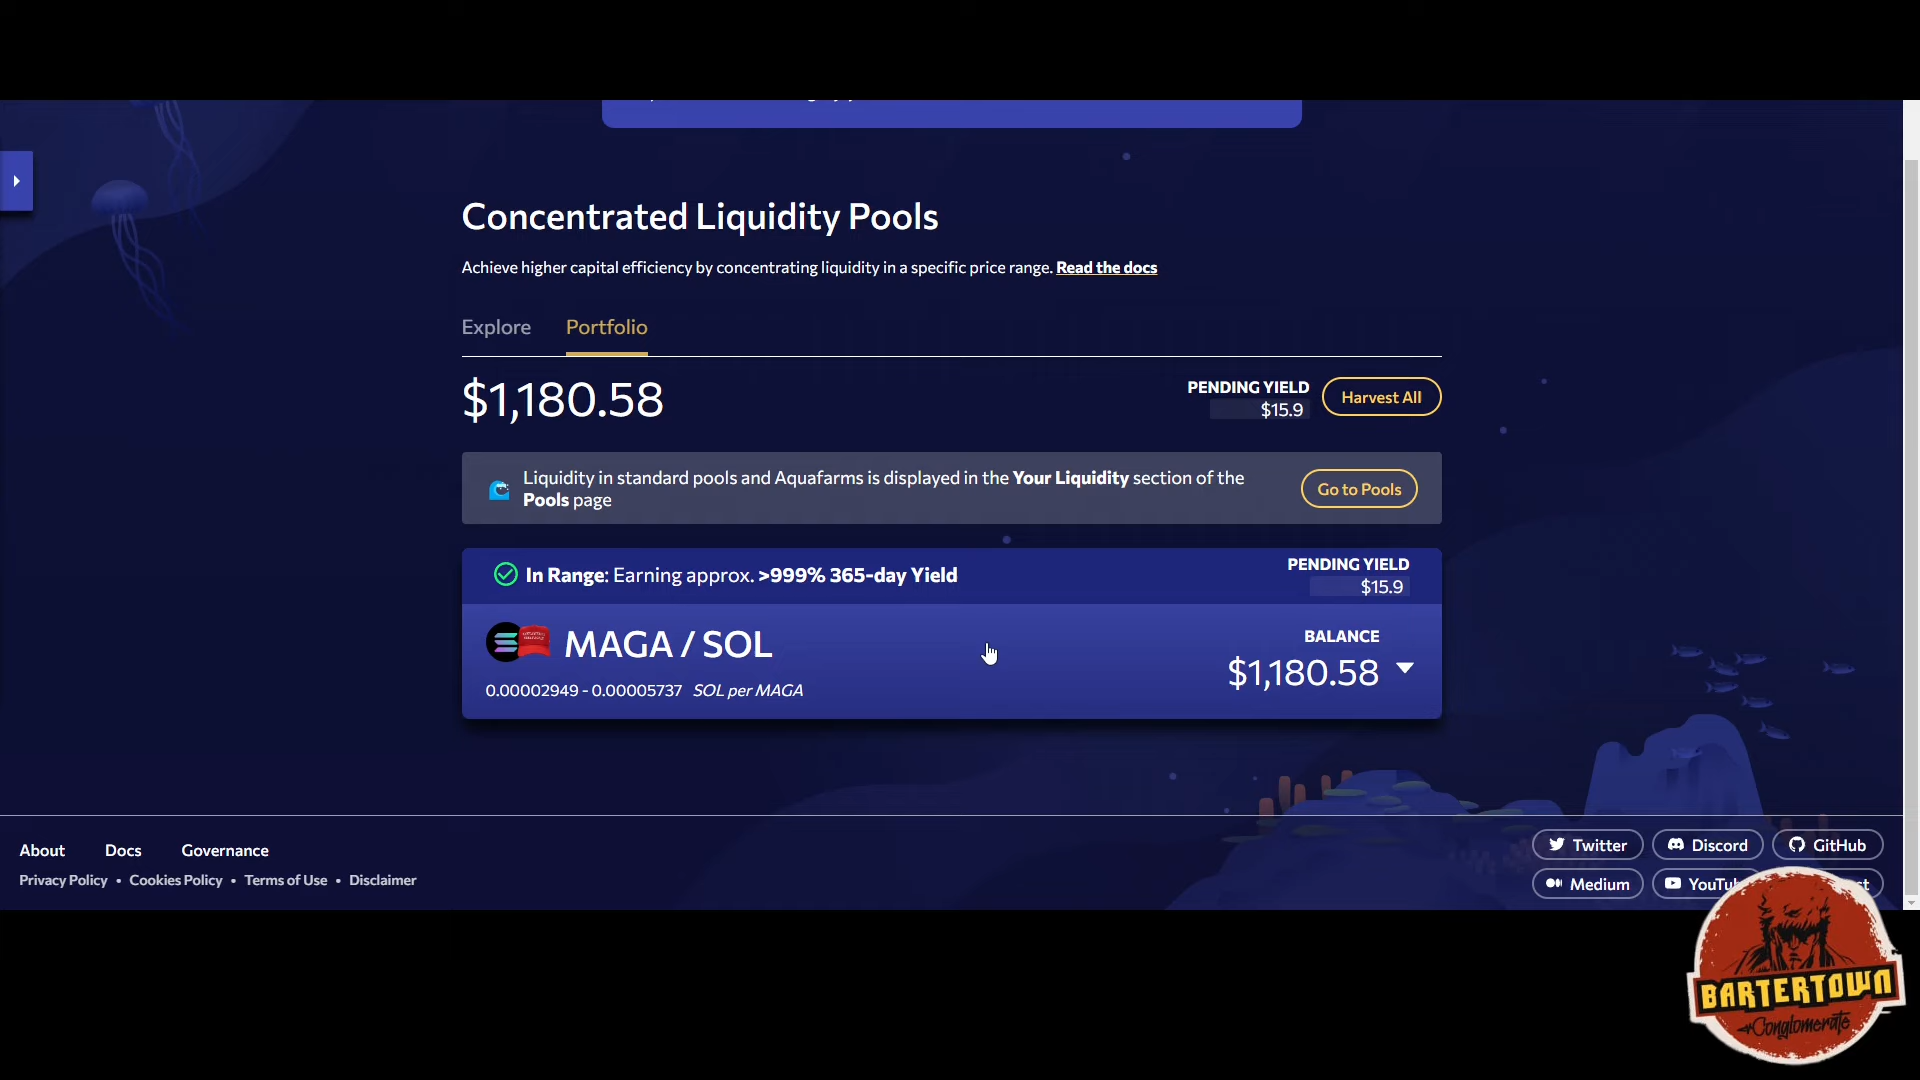 Concentrated Liquidity Pools
Achieve higher capital efficiency by concentrating liquidity in a specific price range. Read the docs
Explore Portfolio
$1,180.58
PENDING YIELD
$15.9
Harvest All
Liquidity in standard pools and Aquafarms is displayed in the Your Liquidity section of the
Pools page
Go to Pools
In Range: Earning approx. >999% 365-day Yield
PENDING YIELD
$15.9
MAGA / SOL
0.00002949 - 0.00005737 SOL per MAGA
BALANCE
$1,180.58
About Docs Governance
Privacy Policy • Cookies Policy • Terms of Use • Disclaimer
Twitter Discord GitHub
Medium
BARTERTOWN
Conglomerate